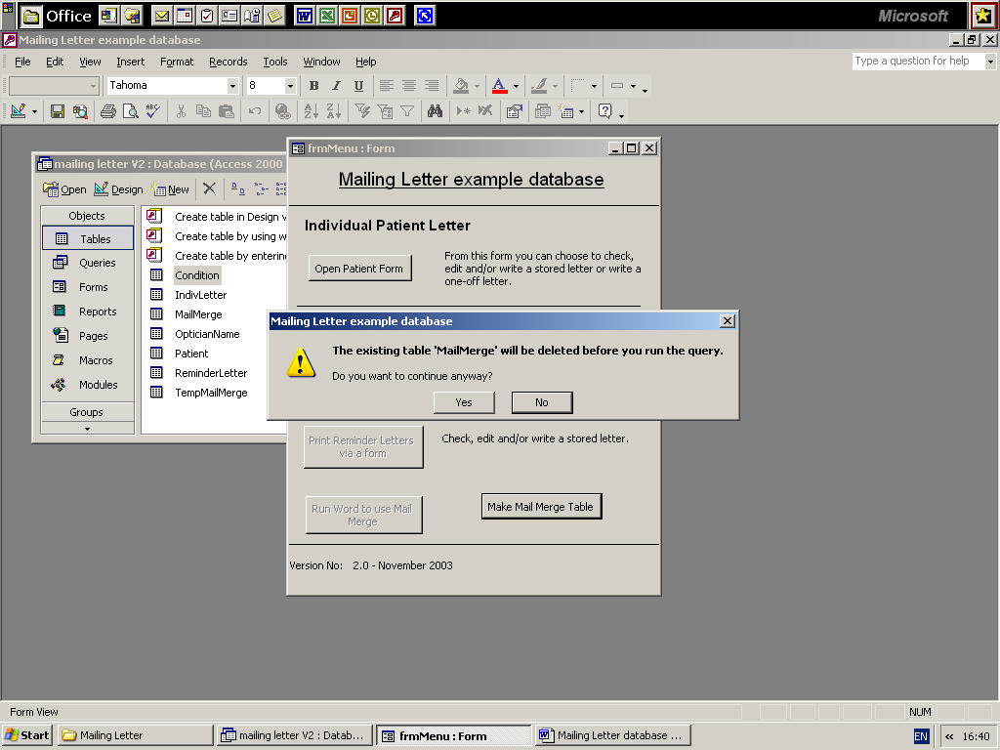 Office
Microsoft
Mailing Letter example database
File Edit View Insert Format Records Tools Window Help
Type a question for help
Tahoma 8 B I U
mailing letter V2 : Database (Access 2000
Open Design New
Objects
Tables
Queries
Forms
Reports
Pages
Macros
Modules
Groups
Create table in Design v
Create table by using w
Create table by enterin
Condition
IndivLetter
MailMerge
OpticianName
Patient
ReminderLetter
TempMailMerge
frmMenu : Form
Mailing Letter example database
Individual Patient Letter
Open Patient Form
From this form you can choose to check,
edit and/or write a stored letter or write a
one-off letter.
Mailing Letter example database
The existing table 'MailMerge' will be deleted before you run the query.
Do you want to continue anyway?
Yes No
Print Reminder Letters
via a form
Check, edit and/or write a stored letter.
Run Word to use Mail
Merge
Make Mail Merge Table
Version No: 2.0 - November 2003
Form View
NUM
Start
Mailing Letter
mailing letter V2 : Datab...
frmMenu : Form
Mailing Letter database ...
EN
« 16:40